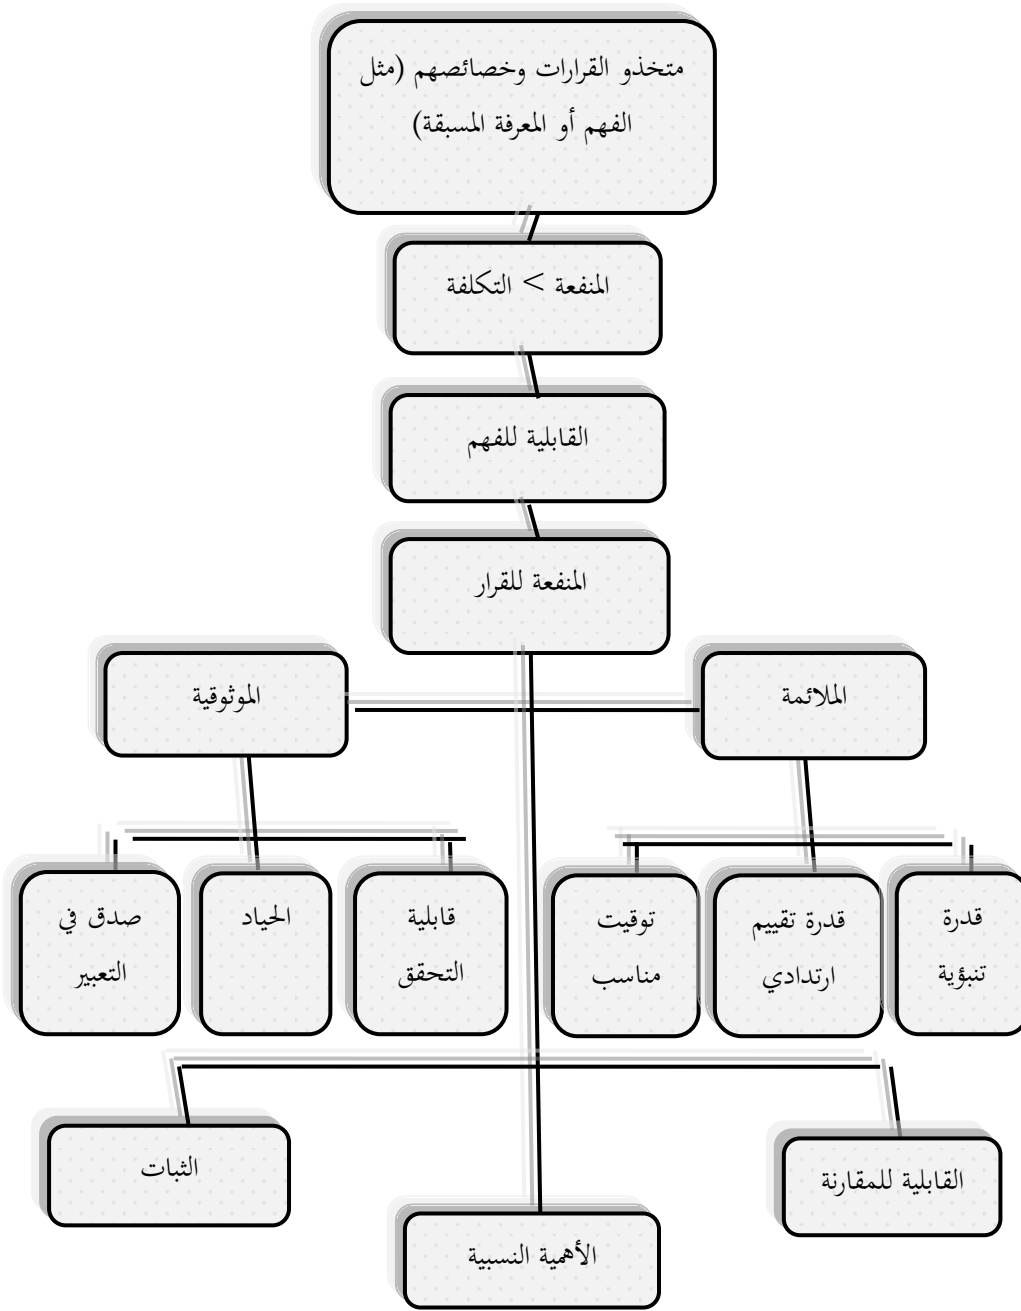 متخذو القرارات وخصائصهم (مثل
الفهم أو المعرفة المسبقة)
المنفعة > التكلفة
القابلية للفهم
المنفعة للقرار
الملائمة
الموثوقية
قدرة
تنبؤية
قدرة تقييم
ارتدادي
توقيت
مناسب
قابلية
التحقق
الحياد
صدق في
التعبير
القابلية للمقارنة
الثبات
الأهمية النسبية